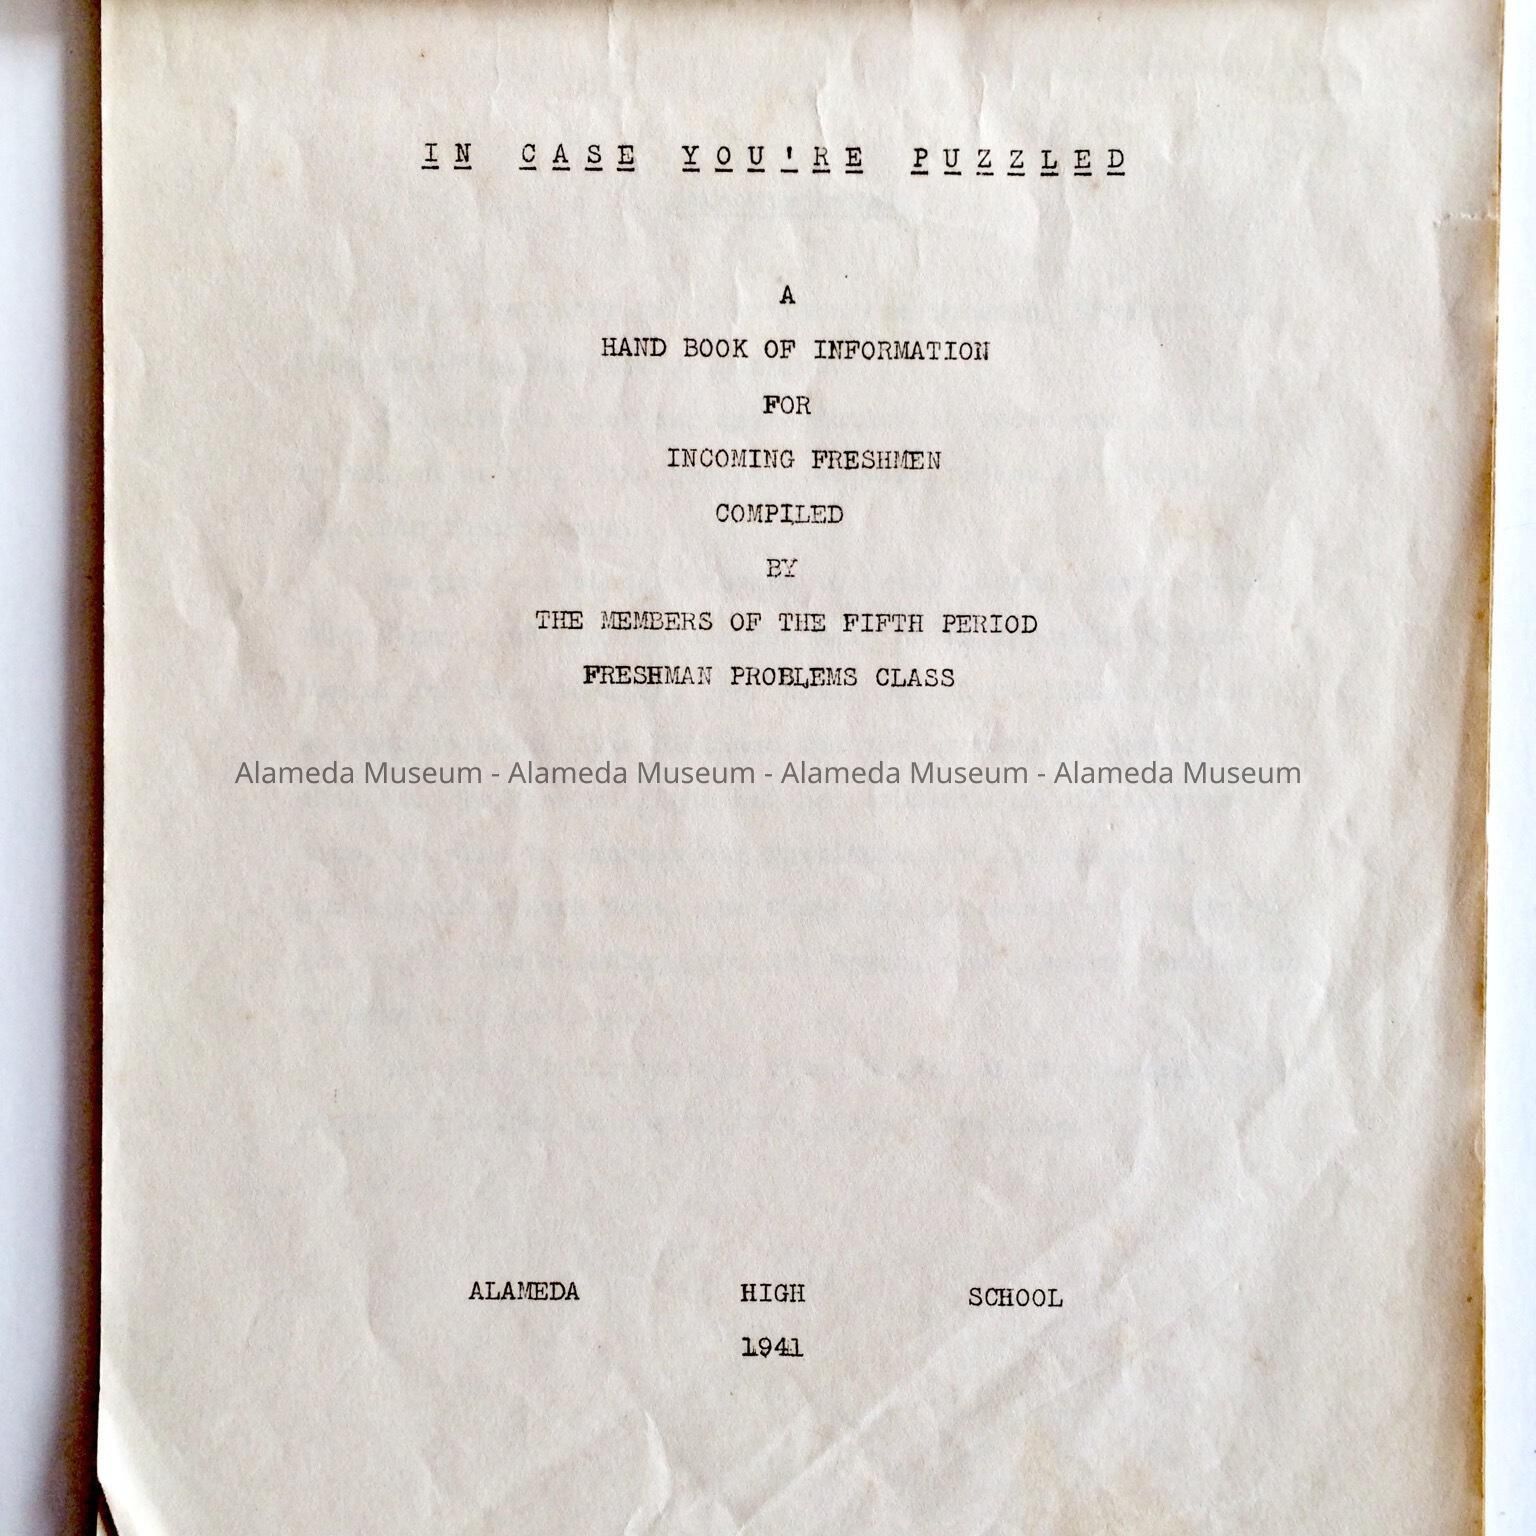 IN CASE YOU'RE PUZZLED
A
HAND BOOK OF INFORMATION
FOR
INCOMING FRESHMEN
COMPILED
BY
THE MEMBERS OF THE FIFTH PERIOD
FRESHMAN PROBLEMS CLASS
Alameda Museum - Alameda Museum - Alameda Museum - Alameda Museum
ALAMEDA HIGH SCHOOL
1941